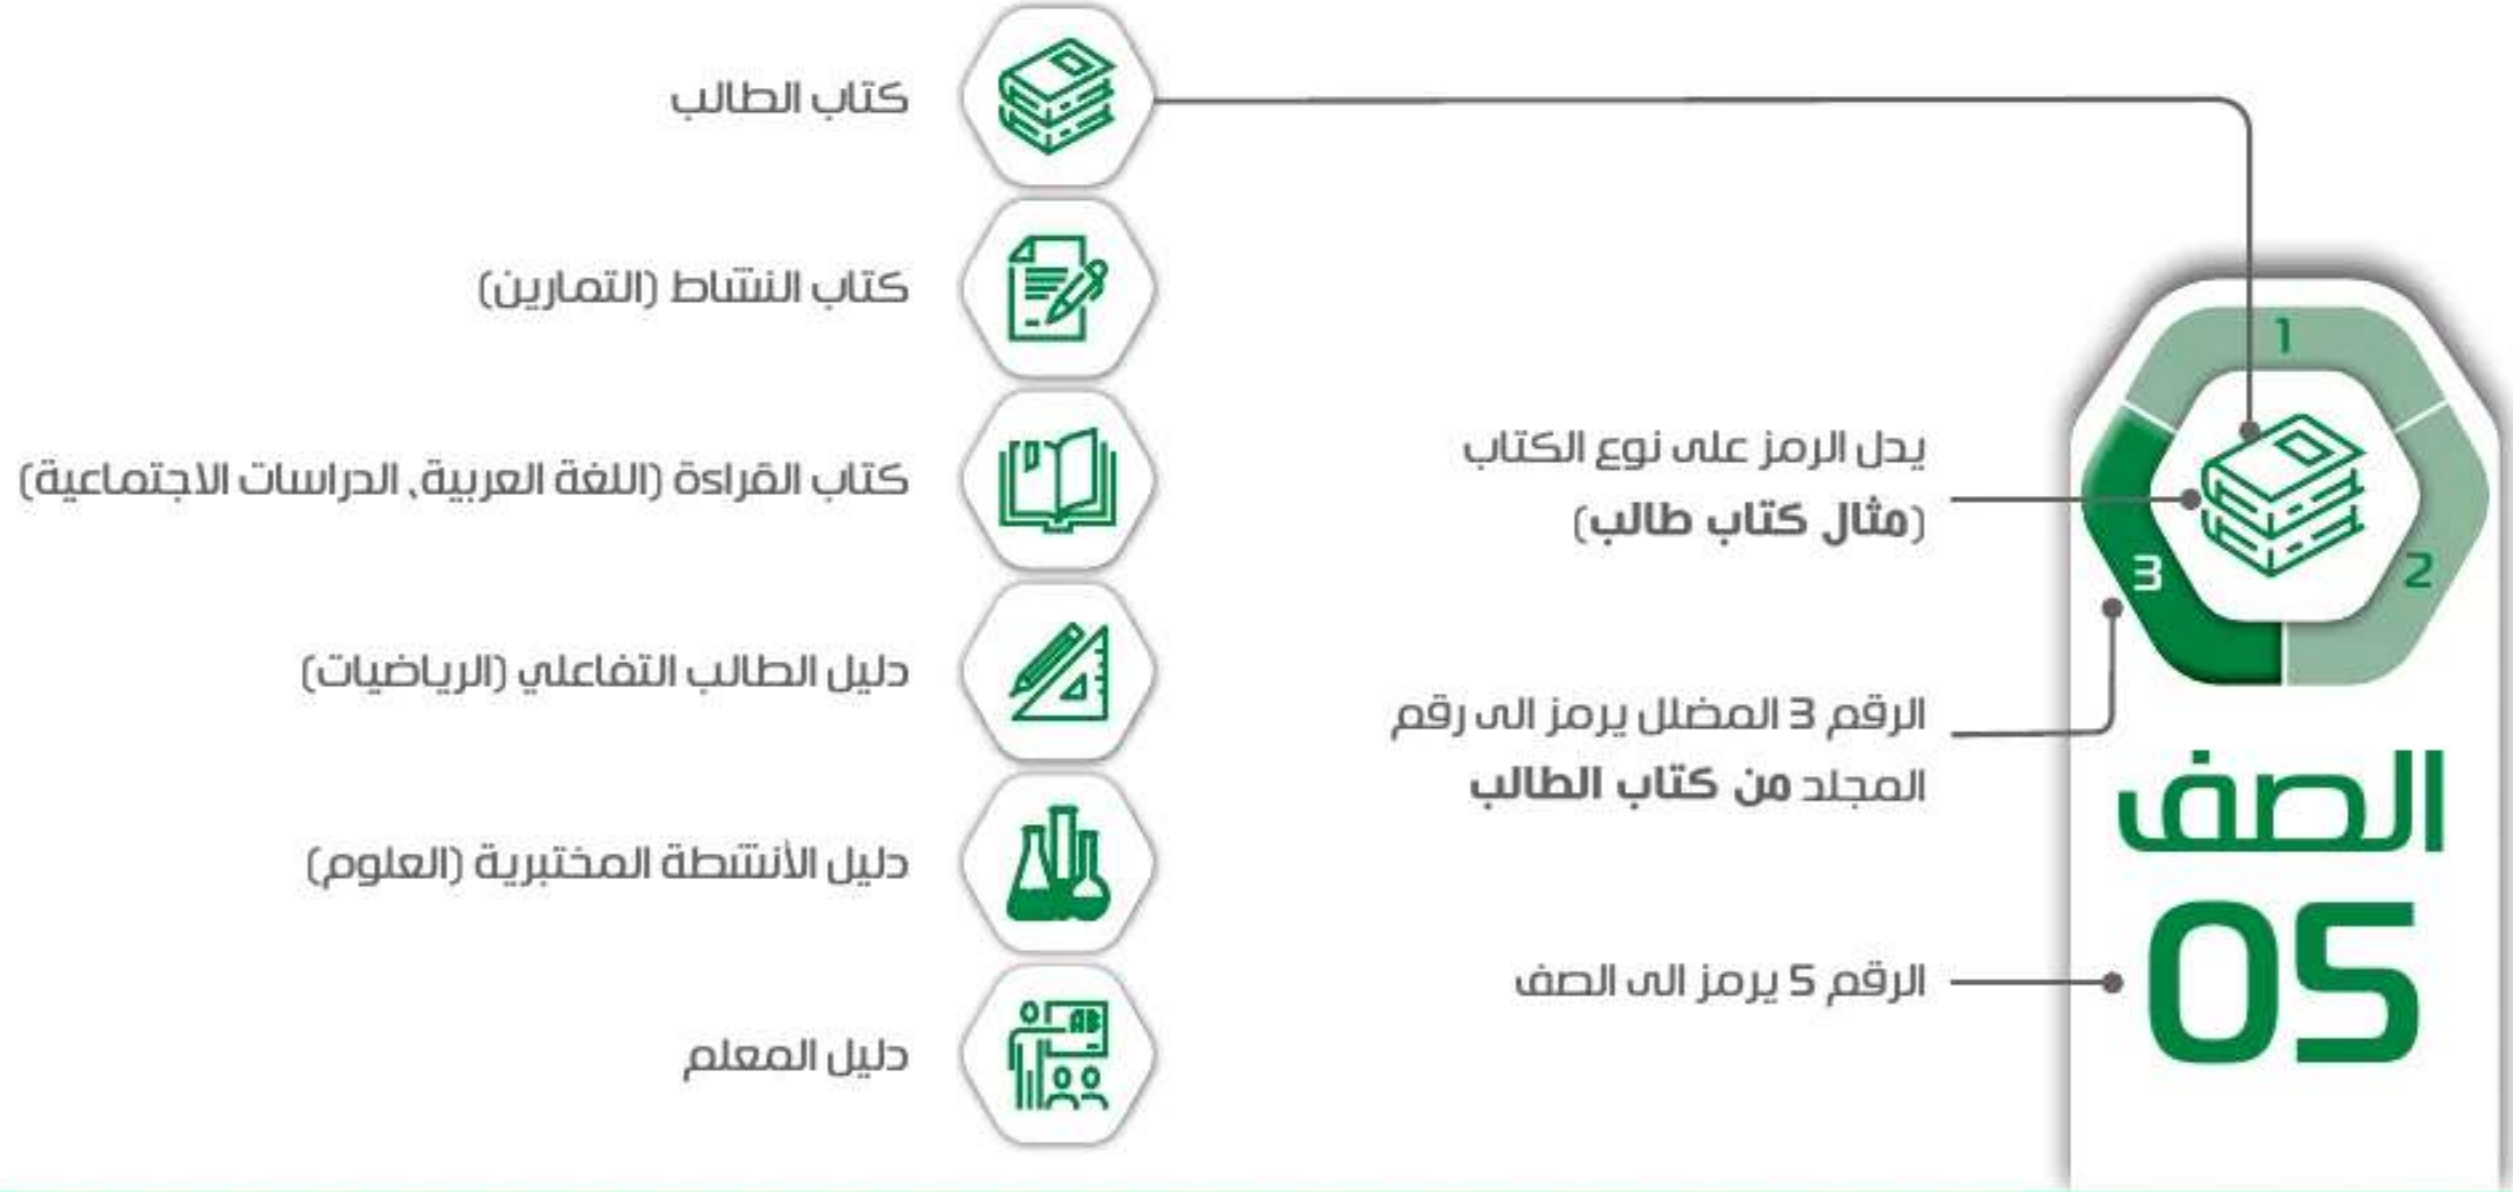 1
2
3
الصف
05
يدل الرمز على نوع الكتاب
(مثال كتاب طالب)
الرقم 3 المضلل يرمز الى رقم
المجلد من كتاب الطالب
الرقم 5 يرمز الى الصف
كتاب الطالب
كتاب النشاط (التمارين)
كتاب القراءة (اللغة العربية، الدراسات الاجتماعية)
دليل الطالب التفاعلي (الرياضيات)
دليل الأنشطة المختبرية (العلوم)
AB
دليل المعلم